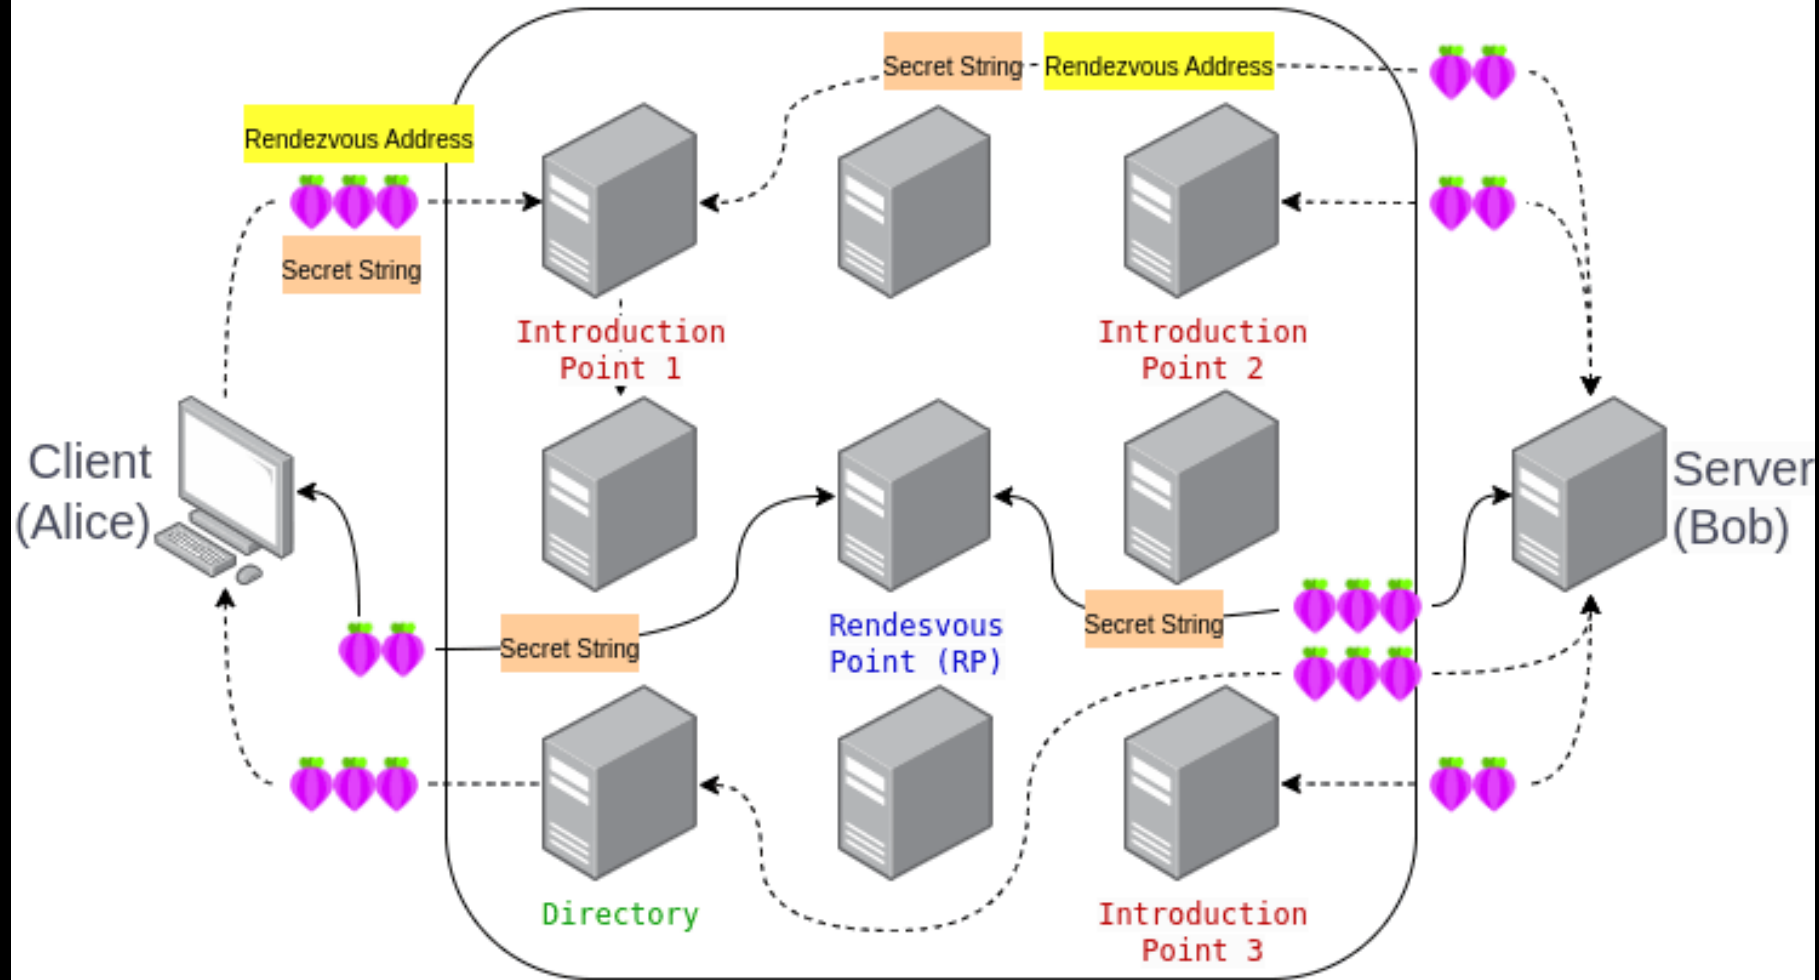 Secret String
Rendezvous Address
Rendezvous Address
Secret String
Introduction
Point 1
Introduction
Point 2
Client
(Alice)
Server
(Bob)
Secret String
Secret String
Rendesvous
Point (RP)
Directory
Introduction
Point 3